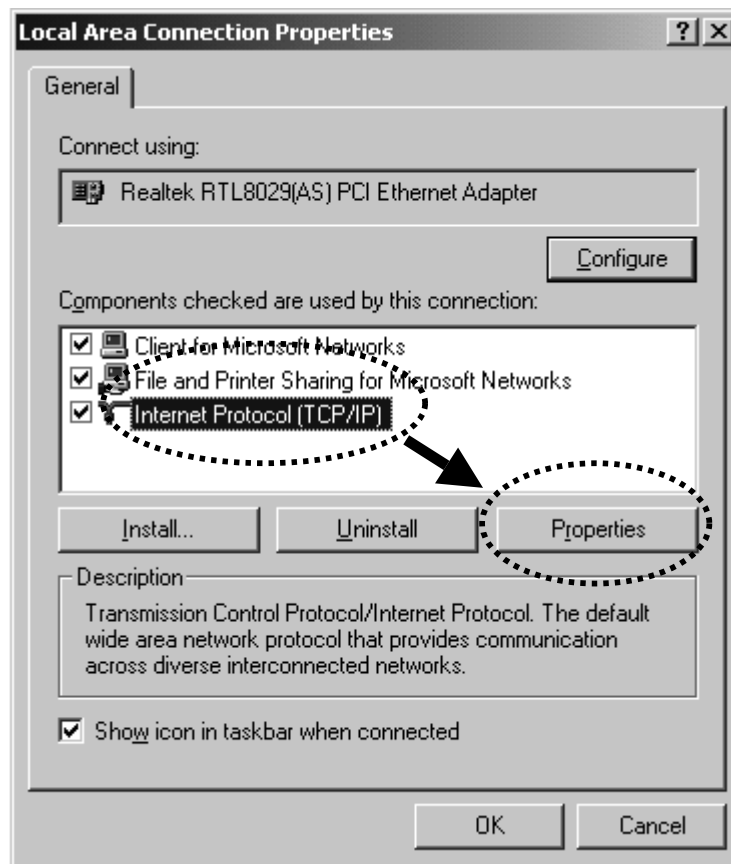 Local Area Connection Properties
General
Connect using:
Realtek RTL8029(AS) PCI Ethernet Adapter
Configure
Components checked are used by this connection:
Client for Microsoft Networks
File and Printer Sharing for Microsoft Networks
Internet Protocol (TCP/IP)
Install...
Uninstall
Properties
Description
Transmission Control Protocol/Internet Protocol. The default
wide area network protocol that provides communication
across diverse interconnected networks.
Show icon in taskbar when connected
OK
Cancel